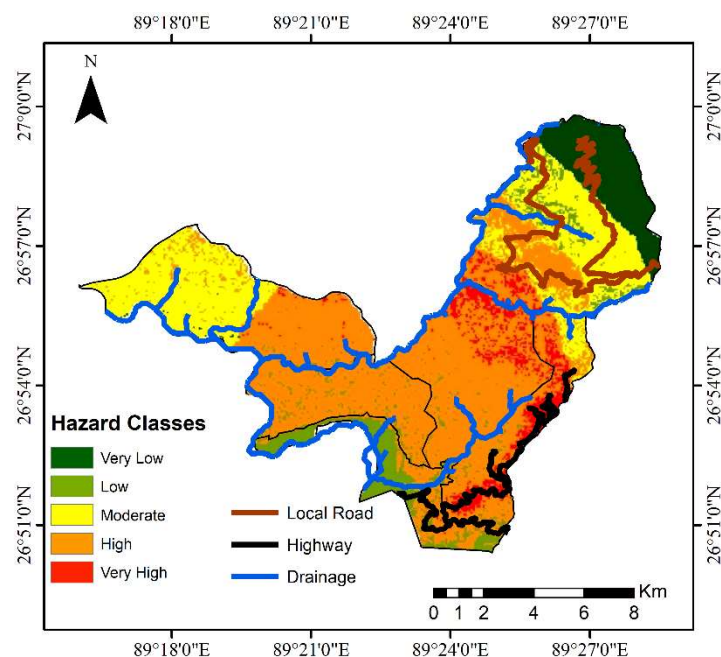 89°18'0"E 89°21'0"E 89°24'0"E 89°27'0"E
N
27°0'0"N 27°0'0"N
26°57'0"N 26°57'0"N
26°54'0"N 26°54'0"N
26°51'0"N 26°51'0"N
Hazard Classes
Very Low
Low
Moderate
High
Very High
Local Road
Highway
Drainage
Km
0 1 2 4 6 8
89°18'0"E 89°21'0"E 89°24'0"E 89°27'0"E